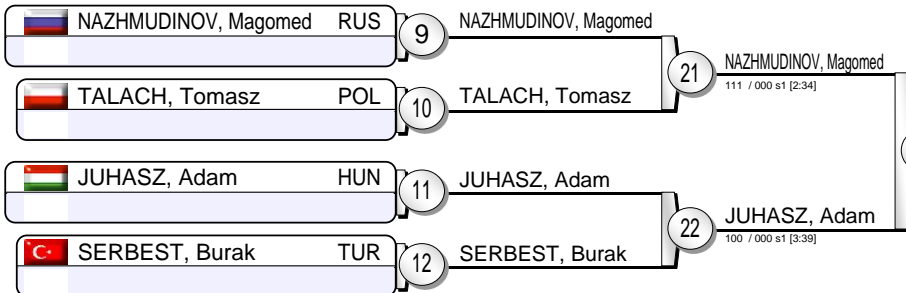 NAZHMUDINOV, Magomed RUS
9
NAZHMUDINOV, Magomed
TALACH, Tomasz POL
10
TALACH, Tomasz
21
NAZHMUDINOV, Magomed
111 / 000 s1 [2:34]
JUHASZ, Adam HUN
11
JUHASZ, Adam
SERBEST, Burak TUR
12
SERBEST, Burak
22
JUHASZ, Adam
100 / 000 s1 [3:39]